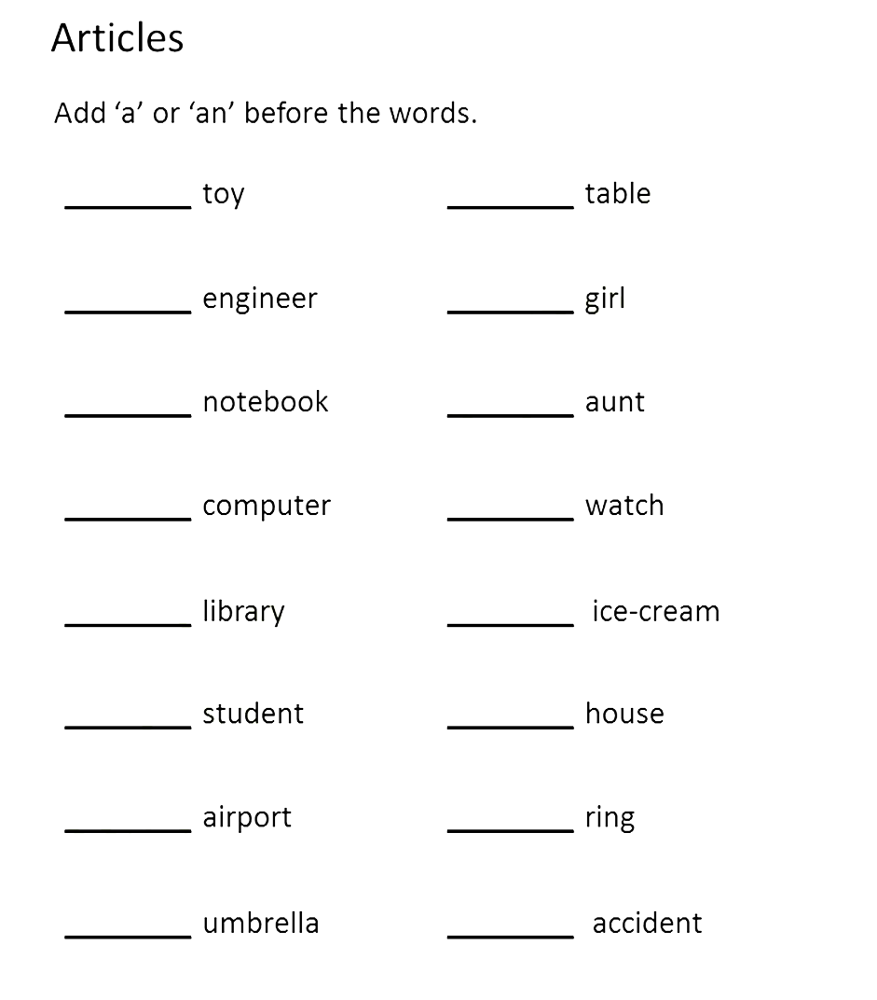 Articles
Add ‘a’ or ‘an’ before the words.
________ toy ________ table
________ engineer ________ girl
________ notebook ________ aunt
________ computer ________ watch
________ library ________ ice-cream
________ student ________ house
________ airport ________ ring
________ umbrella ________ accident